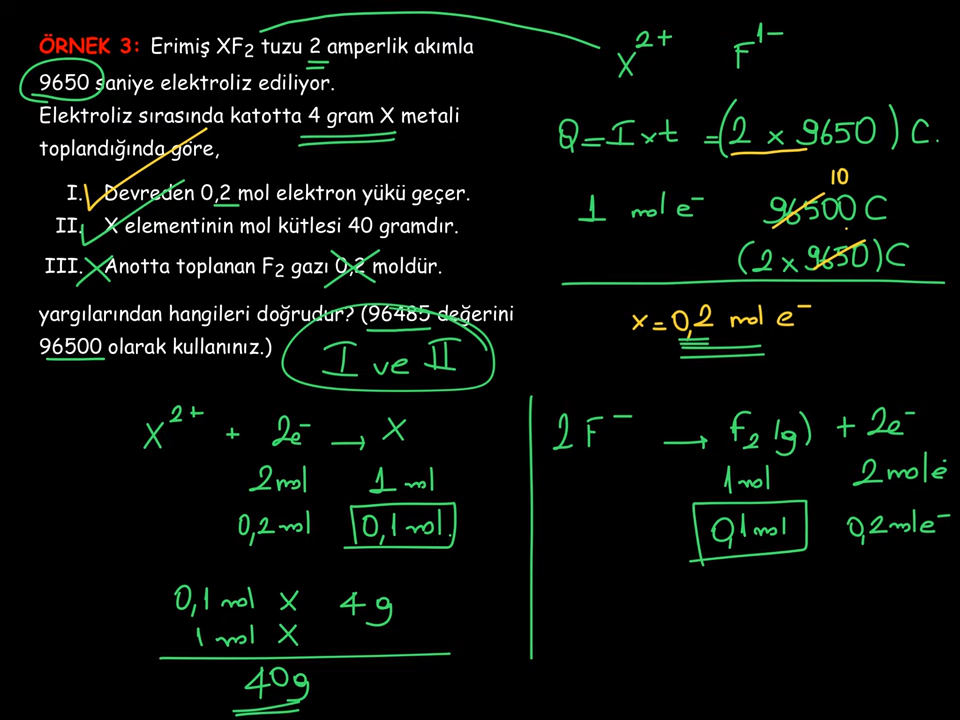 ÖRNEK 3: Erimiş XF₂ tuzu 2 amperlik akımla
9650 saniye elektroliz ediliyor.
Elektroliz sırasında katotta 4 gram X metali
toplandığında göre,
I. Devreden 0,2 mol elektron yükü geçer.
II. X elementinin mol kütlesi 40 gramdır.
III. Anotta toplanan F₂ gazı 0,2 moldür.
yargılarından hangileri doğrudur? (96485 değerini
96500 olarak kullanınız.)
I ve II
X²⁺ F¹⁻
Q = I x t = (2 x 9650) C.
10
1 mol e⁻ 96500 C
(2 x 9650) C
x = 0,2 mol e⁻
X²⁺ + 2e⁻ → X
2 mol 1 mol
0,2 mol 0,1 mol.
0,1 mol X 4 g
1 mol X
40g
2F⁻ → F₂ (g) + 2e⁻
1 mol 2 mol e⁻
0,1 mol 0,2 mol e⁻